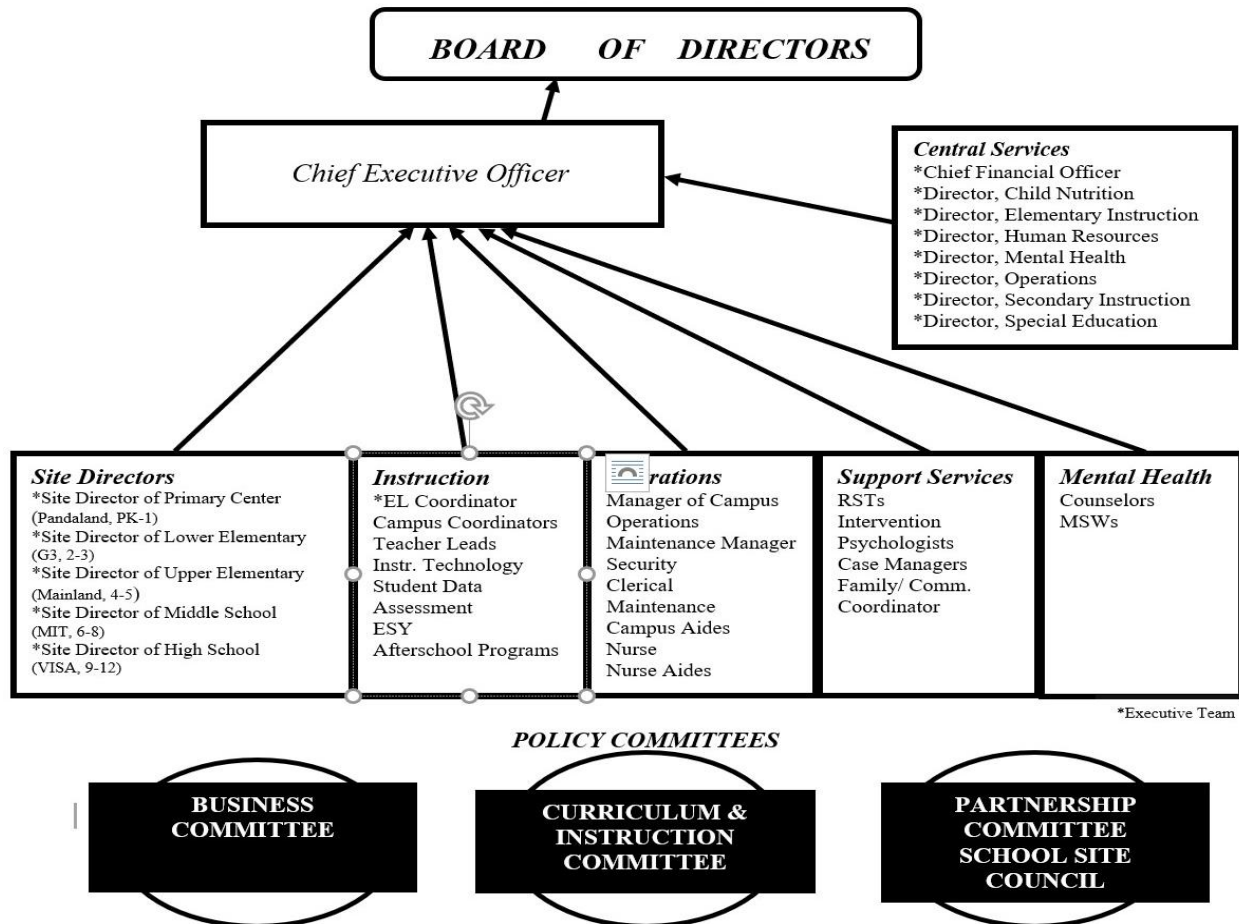 BOARD OF DIRECTORS
Chief Executive Officer
Central Services
*Chief Financial Officer
*Director, Child Nutrition
*Director, Elementary Instruction
*Director, Human Resources
*Director, Mental Health
*Director, Operations
*Director, Secondary Instruction
*Director, Special Education
Site Directors
*Site Director of Primary Center
(Pandaland, PK-1)
*Site Director of Lower Elementary
(G3, 2-3)
*Site Director of Upper Elementary
(Mainland, 4-5)
*Site Director of Middle School
(MIT, 6-8)
*Site Director of High School
(VISA, 9-12)
Instruction
*EL Coordinator
Campus Coordinators
Teacher Leads
Instr. Technology
Student Data
Assessment
ESY
Afterschool Programs
rations
Manager of Campus
Operations
Maintenance Manager
Security
Clerical
Maintenance
Campus Aides
Nurse
Nurse Aides
Support Services
RSTs
Intervention
Psychologists
Case Managers
Family/ Comm.
Coordinator
Mental Health
Counselors
MSWs
*Executive Team
POLICY COMMITTEES
BUSINESS
COMMITTEE
CURRICULUM &
INSTRUCTION
COMMITTEE
PARTNERSHIP
COMMITTEE
SCHOOL SITE
COUNCIL